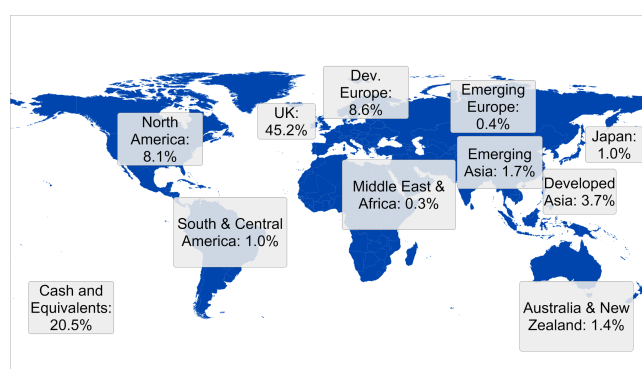 Dev.
Europe:
8.6%
Emerging
Europe:
0.4%
UK:
45.2%
North
America:
8.1%
Japan:
1.0%
Emerging
Asia: 1.7%
Middle East &
Africa: 0.3%
Developed
Asia: 3.7%
South & Central
America: 1.0%
Cash and
Equivalents:
20.5%
Australia & New
Zealand: 1.4%